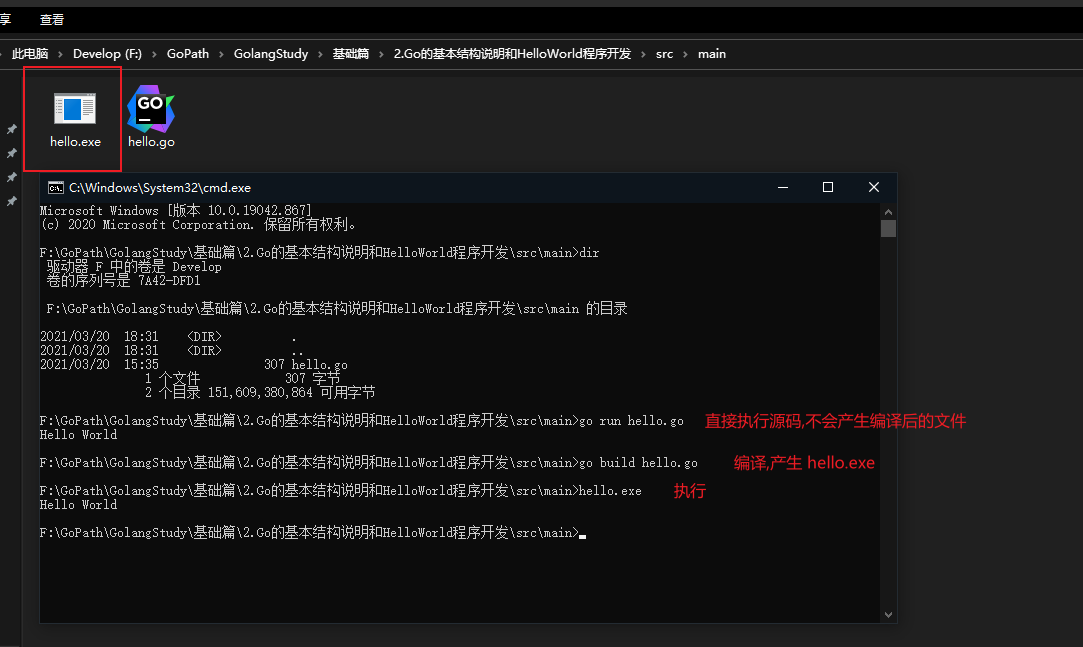 享 查看
此电脑 > Develop (F:) > GoPath > GolangStudy > 基础篇 > 2.Go的基本结构说明和HelloWorld程序开发 > src > main
GO
hello.exe hello.go
C:\Windows\System32\cmd.exe
Microsoft Windows [版本 10.0.19042.867]
(c) 2020 Microsoft Corporation. 保留所有权利。
F:\GoPath\GolangStudy\基础篇\2.Go的基本结构说明和HelloWorld程序开发\src\main>dir
驱动器 F 中的卷是 Develop
卷的序列号是 7A42-DFD1
F:\GoPath\GolangStudy\基础篇\2.Go的基本结构说明和HelloWorld程序开发\src\main 的目录
2021/03/20 18:31 <DIR> .
2021/03/20 18:31 <DIR> ..
2021/03/20 15:35 307 hello.go
1 个文件 307 字节
2 个目录 151,609,380,864 可用字节
F:\GoPath\GolangStudy\基础篇\2.Go的基本结构说明和HelloWorld程序开发\src\main>go run hello.go 直接执行源码,不会产生编译后的文件
Hello World
F:\GoPath\GolangStudy\基础篇\2.Go的基本结构说明和HelloWorld程序开发\src\main>go build hello.go 编译,产生 hello.exe
F:\GoPath\GolangStudy\基础篇\2.Go的基本结构说明和HelloWorld程序开发\src\main>hello.exe 执行
Hello World
F:\GoPath\GolangStudy\基础篇\2.Go的基本结构说明和HelloWorld程序开发\src\main>